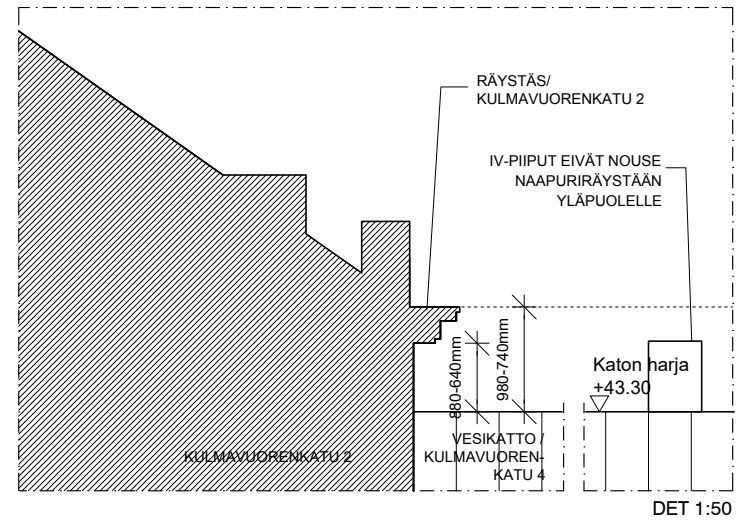 RÄYSTÄS/
KULMAVUORENKATU 2
IV-PIIPUT EIVÄT NOUSE
NAAPURIRÄYSTÄÄN
YLÄPUOLELLE
880-640mm
980-740mm
Katon harja
+43.30
KULMAVUORENKATU 2
VESIKATTO /
KULMAVUOREN-
KATU 4
DET 1:50